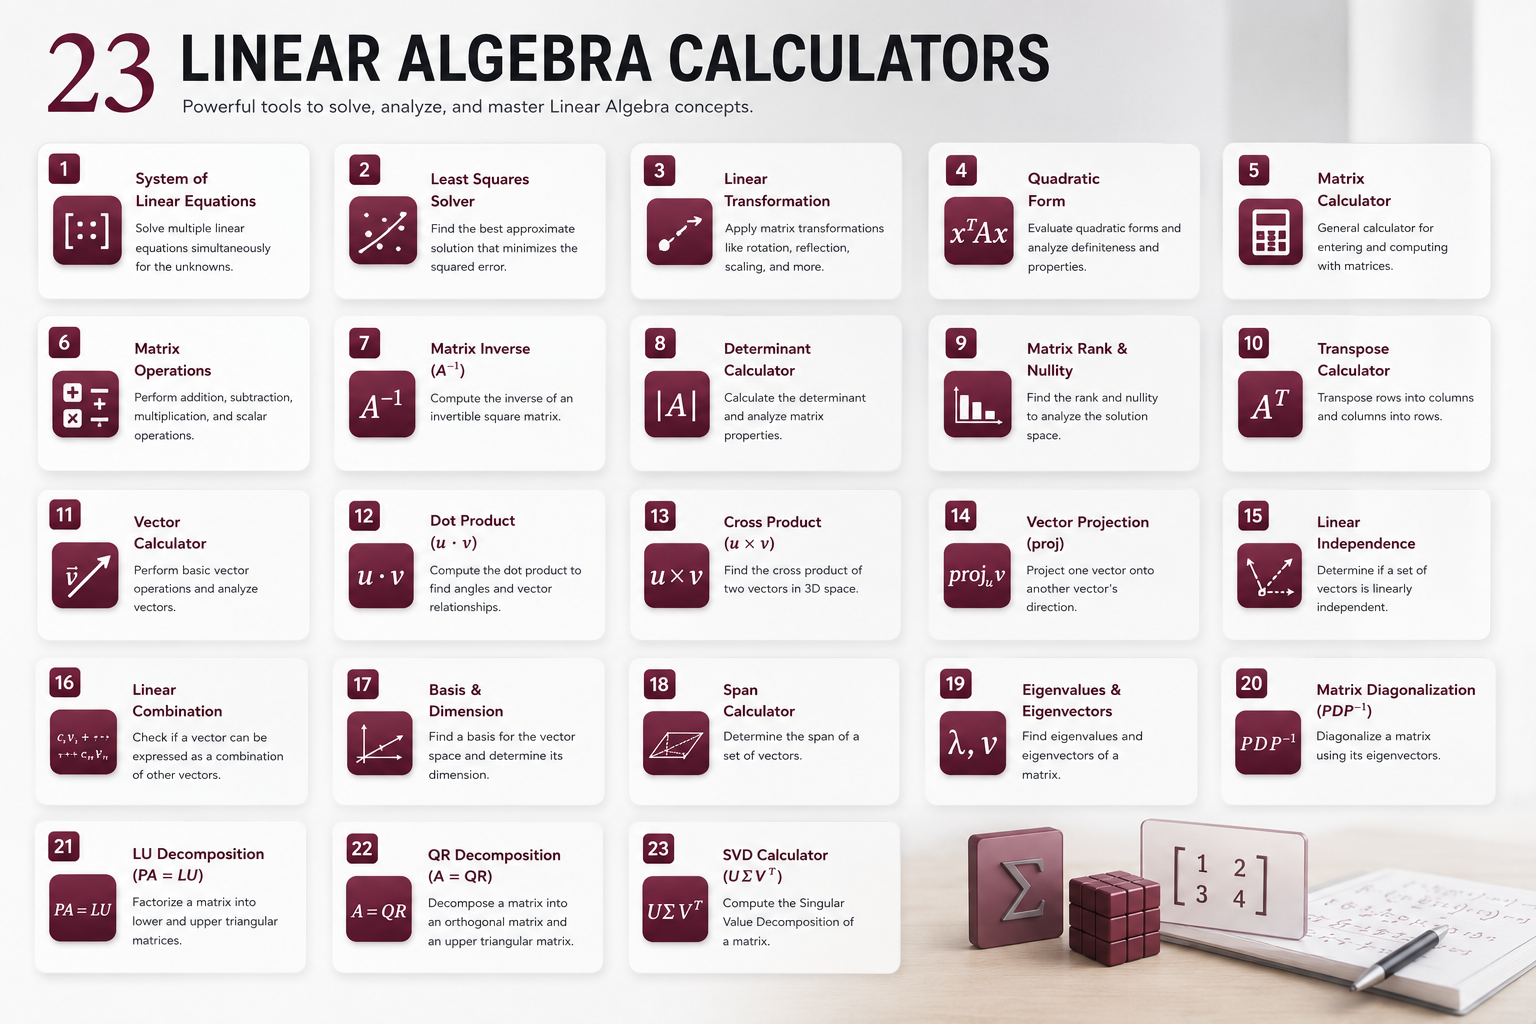 23
LINEAR ALGEBRA CALCULATORS
Powerful tools to solve, analyze, and master Linear Algebra concepts.
1
System of
Linear Equations
Solve multiple linear
equations simultaneously
for the unknowns.
2
Least Squares
Solver
Find the best approximate
solution that minimizes the
squared error.
3
Linear
Transformation
Apply matrix transformations
like rotation, reflection,
scaling, and more.
4
xᵀAx
Quadratic
Form
Evaluate quadratic forms and
analyze definiteness and
properties.
5
Matrix
Calculator
General calculator for
entering and computing
with matrices.
6
Matrix
Operations
Perform addition, subtraction,
multiplication, and scalar
operations.
7
A⁻¹
Matrix Inverse
(A⁻¹)
Compute the inverse of an
invertible square matrix.
8
|A|
Determinant
Calculator
Calculate the determinant
and analyze matrix
properties.
9
Matrix Rank &
Nullity
Find the rank and nullity
to analyze the solution
space.
10
Aᵀ
Transpose
Calculator
Transpose rows into columns
and columns into rows.
11
v⃗
Vector
Calculator
Perform basic vector
operations and analyze
vectors.
12
u · v
Dot Product
(u · v)
Compute the dot product to
find angles and vector
relationships.
13
u × v
Cross Product
(u × v)
Find the cross product of
two vectors in 3D space.
14
projᵤv
Vector Projection
(proj)
Project one vector onto
another vector's
direction.
15
Linear
Independence
Determine if a set of
vectors is linearly
independent.
16
Linear
Combination
Check if a vector can be
expressed as a combination
of other vectors.
17
Basis &
Dimension
Find a basis for the vector
space and determine its
dimension.
18
Span
Calculator
Determine the span of a
set of vectors.
19
λ, v
Eigenvalues &
Eigenvectors
Find eigenvalues and
eigenvectors of a
matrix.
20
PDP⁻¹
Matrix Diagonalization
(PDP⁻¹)
Diagonalize a matrix
using its eigenvectors.
21
PA = LU
LU Decomposition
(PA = LU)
Factorize a matrix into
lower and upper triangular
matrices.
22
A = QR
QR Decomposition
(A = QR)
Decompose a matrix into
an orthogonal matrix and
an upper triangular matrix.
23
UΣVᵀ
SVD Calculator
(UΣVᵀ)
Compute the Singular
Value Decomposition of
a matrix.
Σ
1 2
3 4